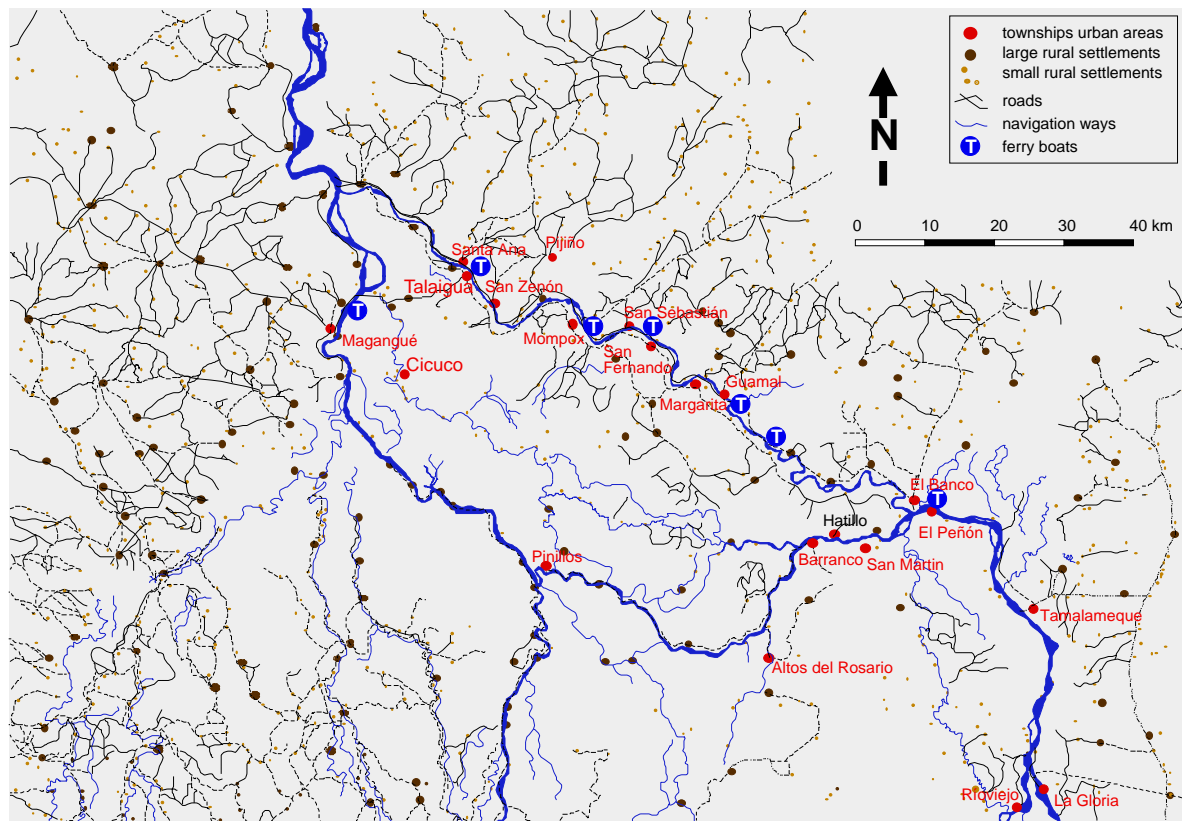 townships urban areas
large rural settlements
small rural settlements
roads
navigation ways
T ferry boats
N
0 10 20 30 40 km
Santa Ana
T
Pijiño
Talaigua
San Zenón
T
Magangué
Cicuco
Mompox
T
San Sébastián
T
San
Fernando
Guamal
Margarita
T
T
El Banco
T
El Peñón
Hatillo
Barranco
San Martin
Pinillos
Tamalameque
Altos del Rosario
Rioviejo
La Gloria